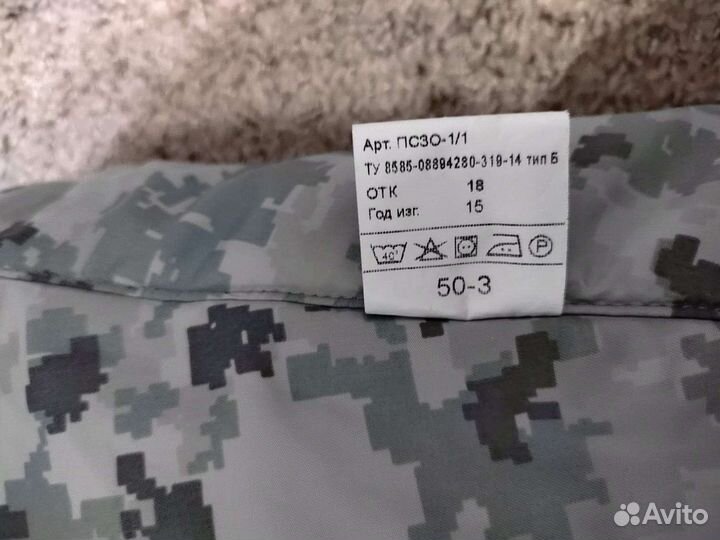 Арт. ПСЗО-1/1
ТУ 8585-08894280-319-14 тип Б
ОТК 18
Год изг. 15
40°
P
50-3
Avito